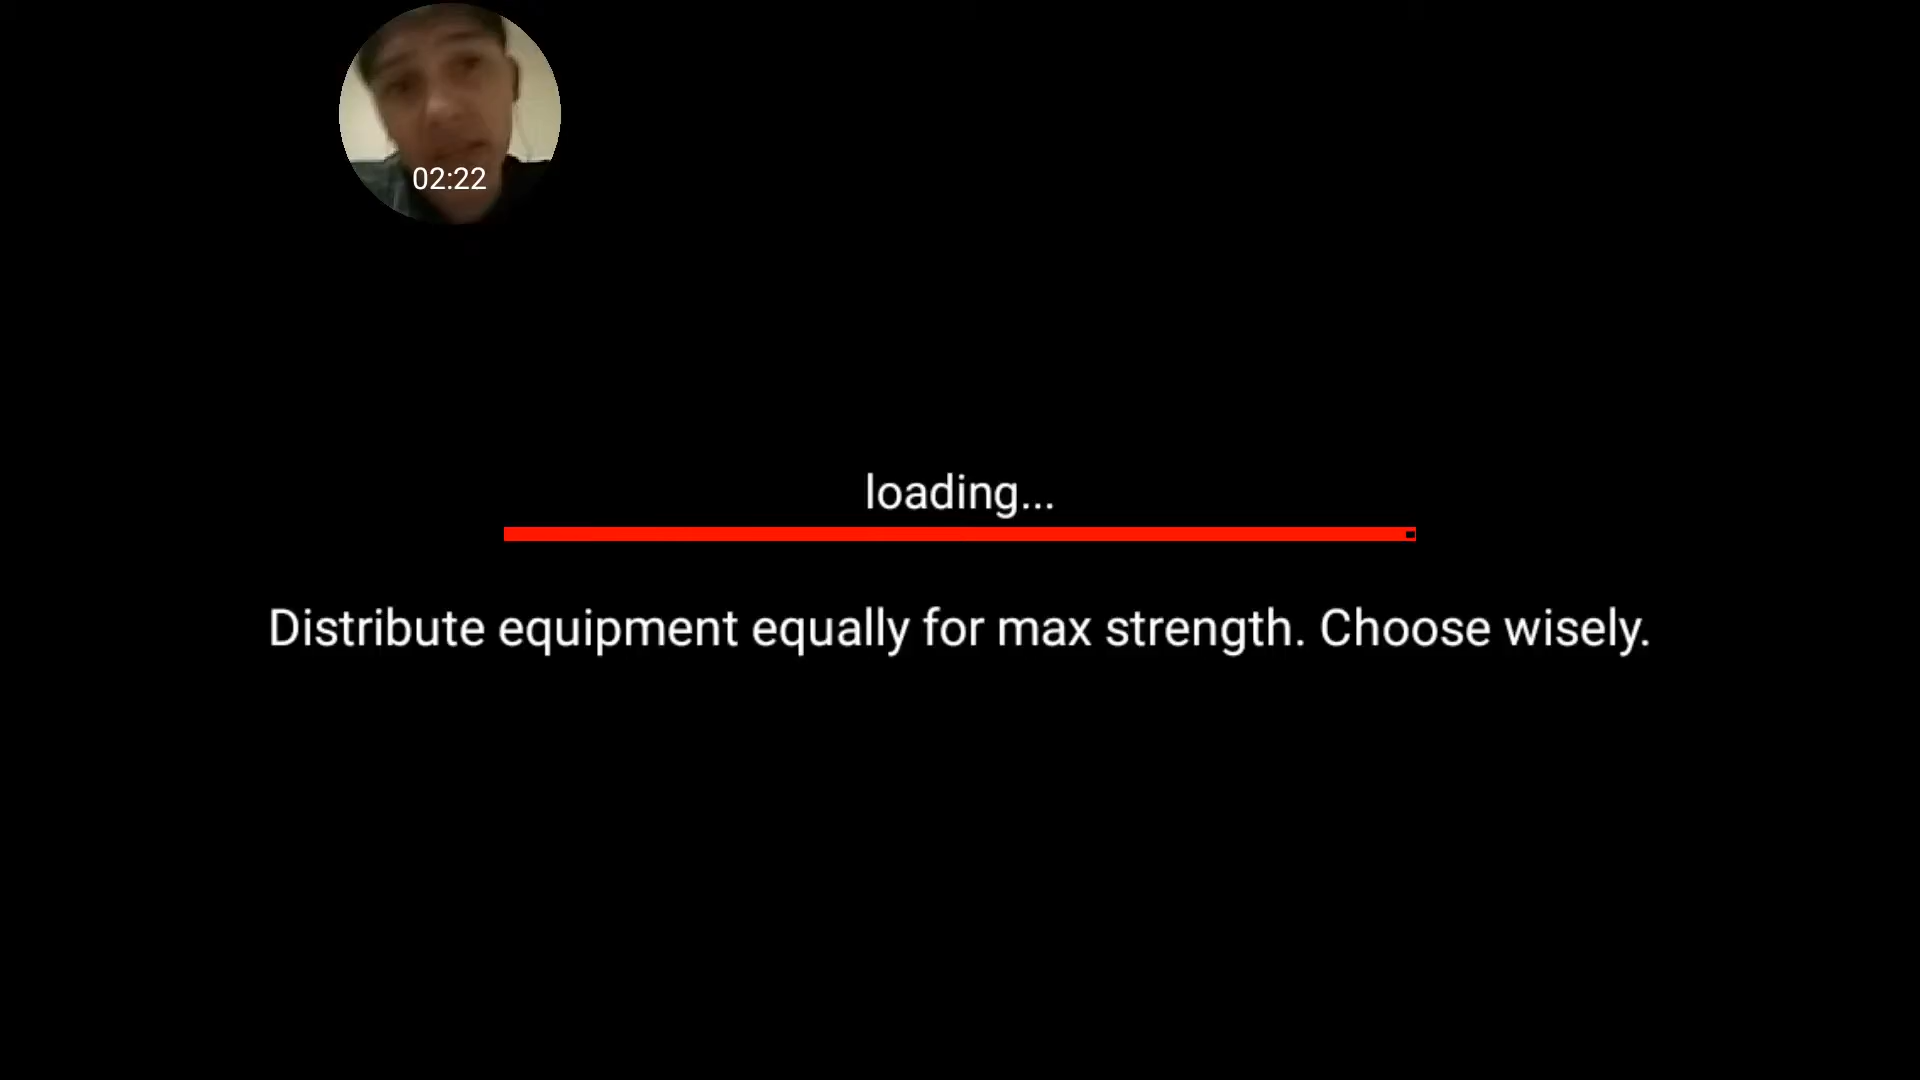 02:22
loading...
Distribute equipment equally for max strength. Choose wisely.